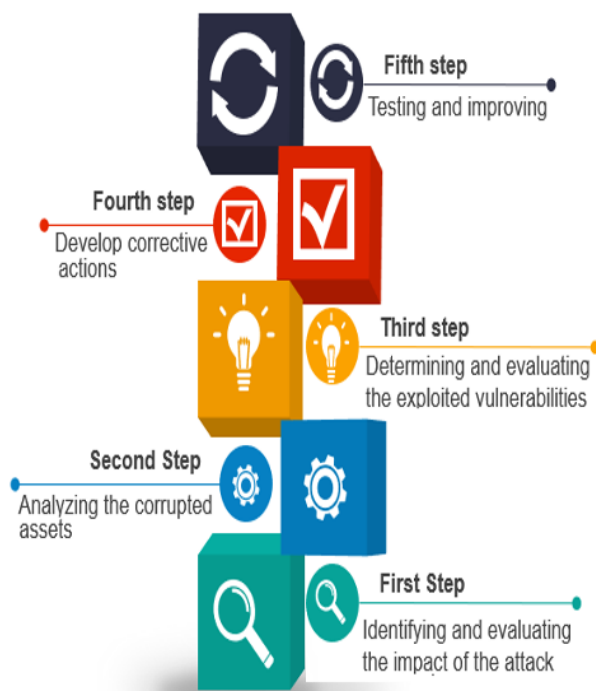 Fifth step
Testing and improving
Fourth step
Develop corrective
actions
Third step
Determining and evaluating
the exploited vulnerabilities
Second Step
Analyzing the corrupted
assets
First Step
Identifying and evaluating
the impact of the attack